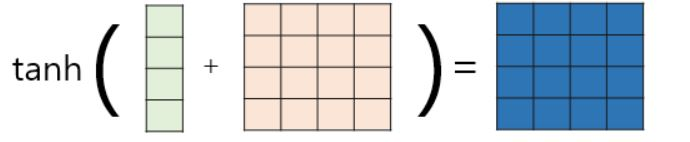 tanh ( + ) =